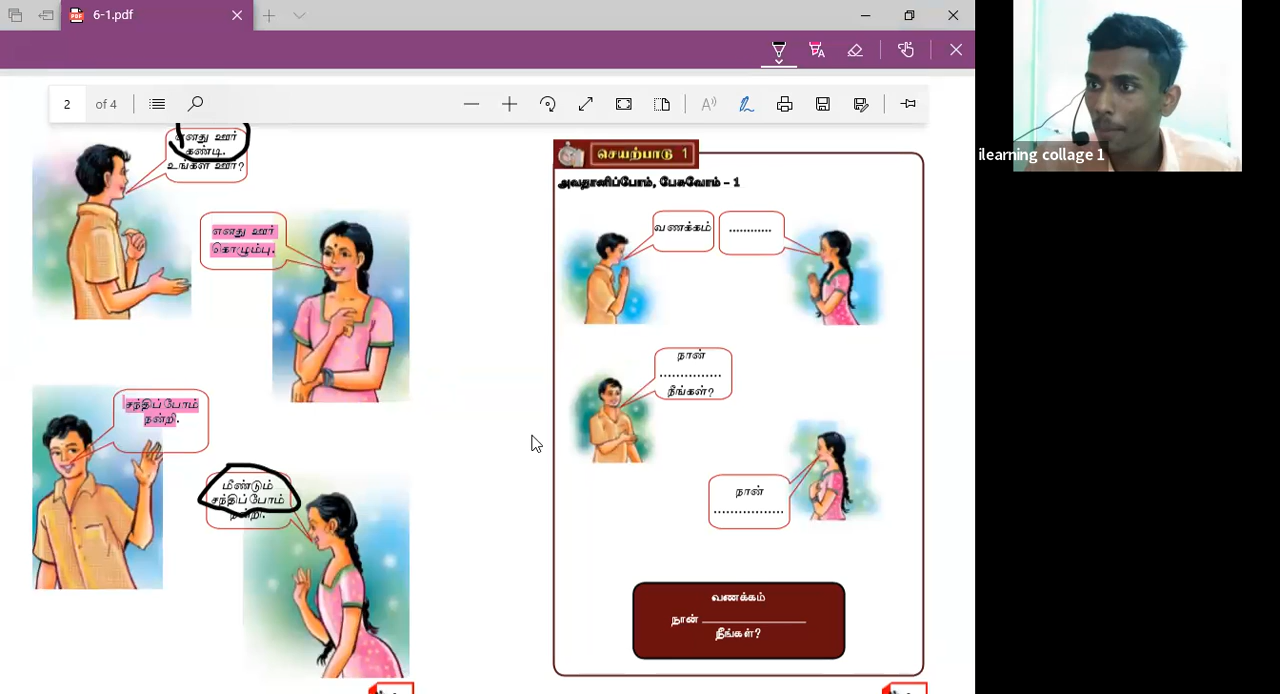 6-1.pdf
2 of 4
எனது ஊர்
கண்டி.
உங்கள் ஊர்?
எனது ஊர்
கொழும்பு.
சந்திப்போம்
நன்றி.
மீண்டும்
சந்திப்போம்
நன்றி.
செயற்பாடு 1
அவதானிப்போம், பேசுவோம் - 1
வணக்கம்
............
நான்
...............
நீங்கள்?
நான்
.................
வணக்கம்
நான் ________________
நீங்கள்?
ilearning collage 1